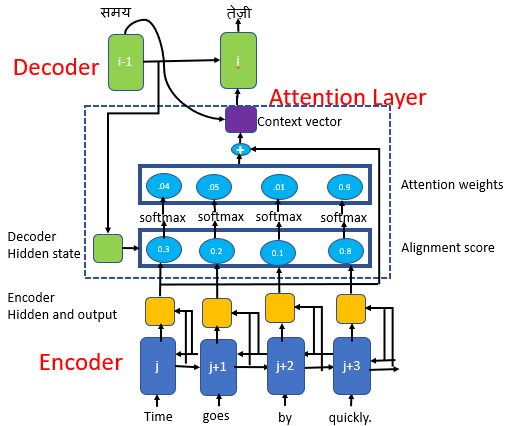 समय तेज़ी
i-1 i
Decoder
Attention Layer
Context vector
+
.04 .05 .01 0.9
Attention weights
softmax softmax softmax softmax
Decoder
Hidden state
0.3 0.2 0.1 0.8
Alignment score
Encoder
Hidden and output
Encoder
j j+1 j+2 j+3
Time goes by quickly.